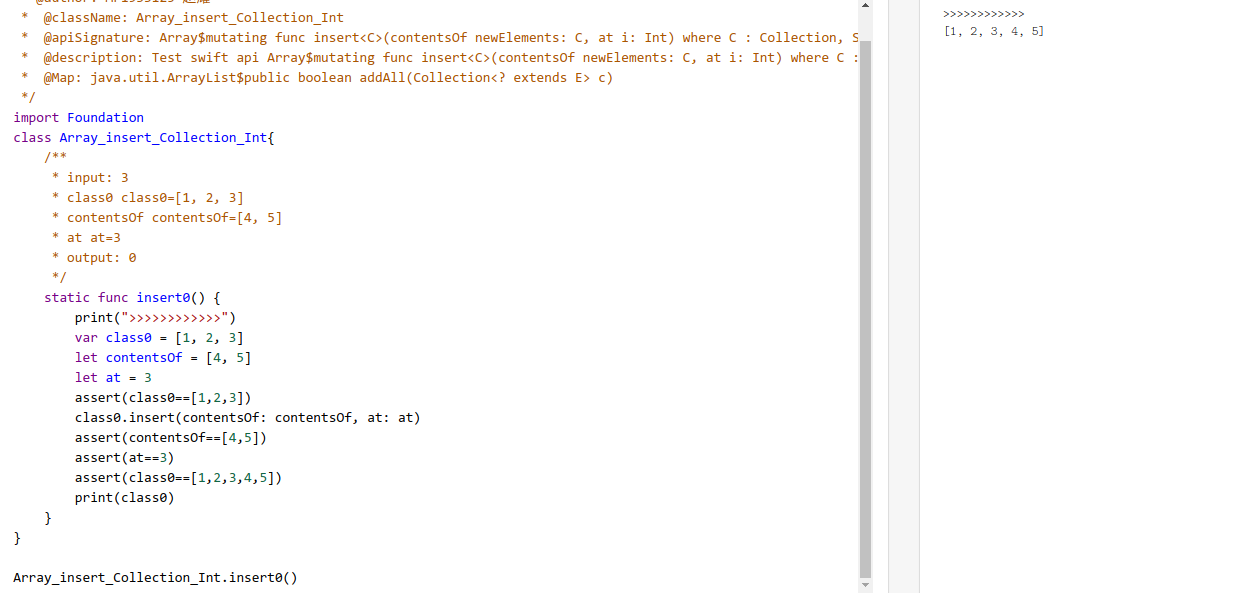 * @className: Array_insert_Collection_Int
* @apiSignature: Array$mutating func insert<C>(contentsOf newElements: C, at i: Int) where C : Collection, S
* @description: Test swift api Array$mutating func insert<C>(contentsOf newElements: C, at i: Int) where C :
* @Map: java.util.ArrayList$public boolean addAll(Collection<? extends E> c)
*/
import Foundation
class Array_insert_Collection_Int{
/**
* input: 3
* class0 class0=[1, 2, 3]
* contentsOf contentsOf=[4, 5]
* at at=3
* output: 0
*/
static func insert0() {
print(">>>>>>>>>>>>")
var class0 = [1, 2, 3]
let contentsOf = [4, 5]
let at = 3
assert(class0==[1,2,3])
class0.insert(contentsOf: contentsOf, at: at)
assert(contentsOf==[4,5])
assert(at==3)
assert(class0==[1,2,3,4,5])
print(class0)
}
}
Array_insert_Collection_Int.insert0()
>>>>>>>>>>>>
[1, 2, 3, 4, 5]